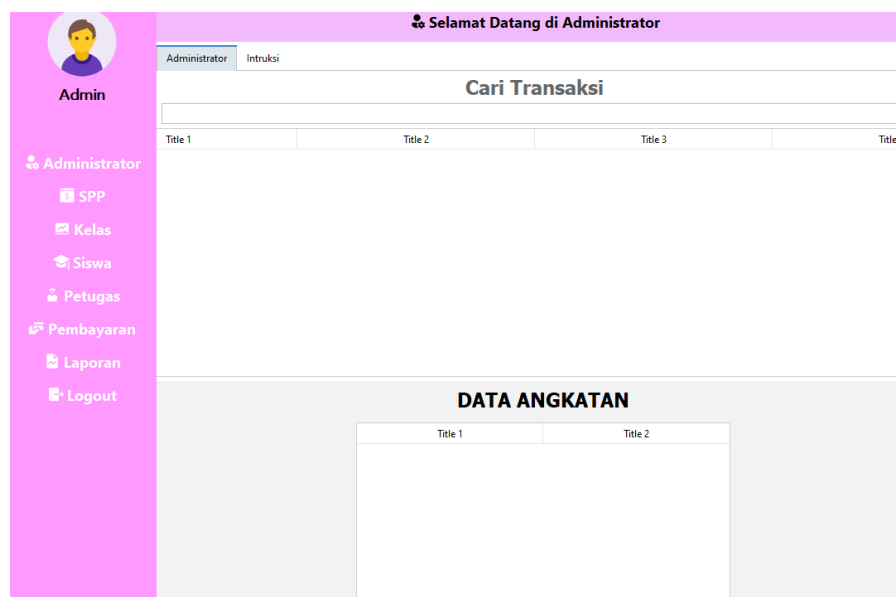 Selamat Datang di Administrator
Administrator Intruksi
Admin
Cari Transaksi
Title 1 Title 2 Title 3 Title
Administrator
SPP
Kelas
Siswa
Petugas
Pembayaran
Laporan
Logout
DATA ANGKATAN
Title 1 Title 2